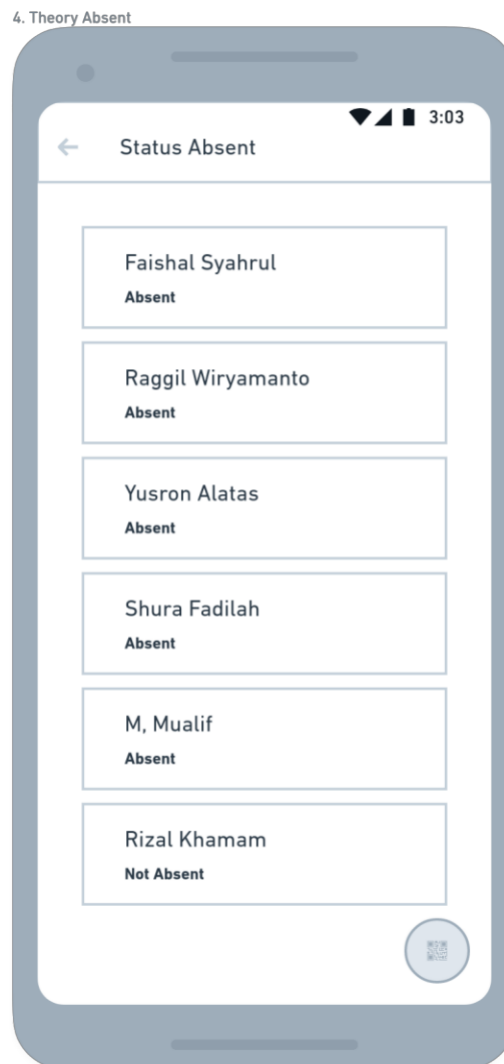 4. Theory Absent
3:03
Status Absent
Faishal Syahrul
Absent
Raggil Wiryamanto
Absent
Yusron Alatas
Absent
Shura Fadilah
Absent
M, Mualif
Absent
Rizal Khamam
Not Absent